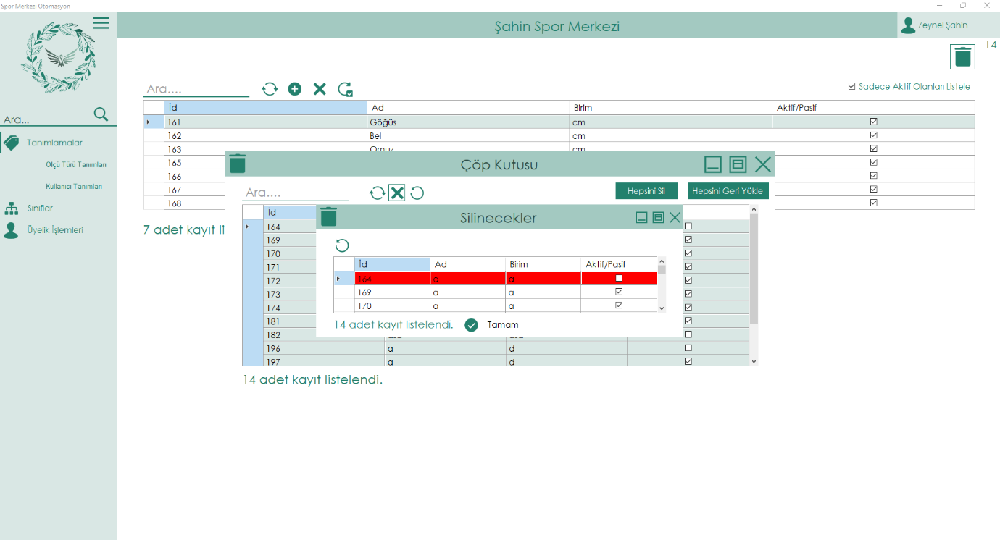 Spor Merkezi Otomasyon
Şahin Spor Merkezi
Zeynel Şahin
14
Ara....
Sadece Aktif Olanları Listele
Ara...
Tanımlamalar
Ölçü Türü Tanımları
Kullanıcı Tanımları
Sınıflar
Üyelik İşlemleri
İd Ad Birim Aktif/Pasif
161 Göğüs cm
162 Bel cm
163 Omuz cm
165
166
167
168
7 adet kayıt li
Çöp Kutusu
Ara....
Hepsini Sil
Hepsini Geri Yükle
İd
164
169
170
171
172
173
174
181
182 asd asd
196 a d
197 a d
14 adet kayıt listelendi.
Silinecekler
İd Ad Birim Aktif/Pasif
164 a a
169 a a
170 a a
14 adet kayıt listelendi.
Tamam